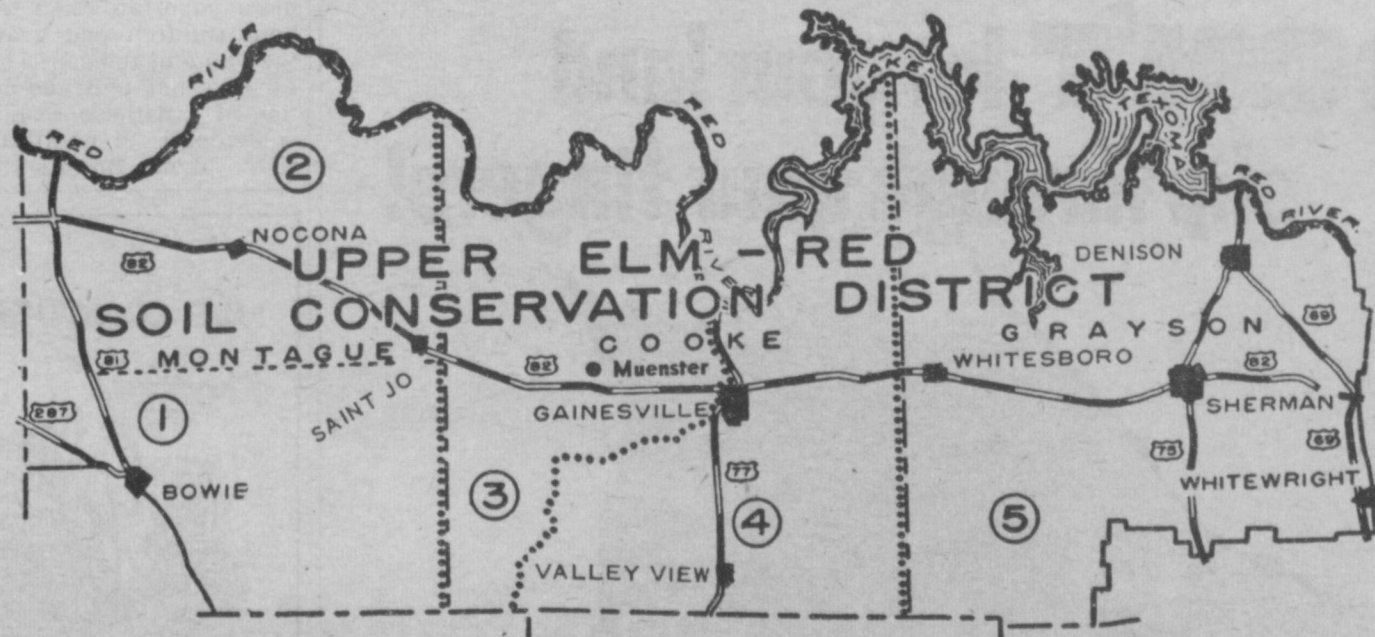 RED
RIVER
RED
RIVER
LAKE
TEXOMA
RED
RIVER
②
NOCONA
82
UPPER ELM - RED
SOIL CONSERVATION DISTRICT
DENISON
69
81
MONTAGUE
COOKE
GRAYSON
82
Muenster
WHITESBORO
82
287
①
SAINT JO
GAINESVILLE
SHERMAN
75
69
77
WHITEWRIGHT
BOWIE
③
④
⑤
VALLEY VIEW